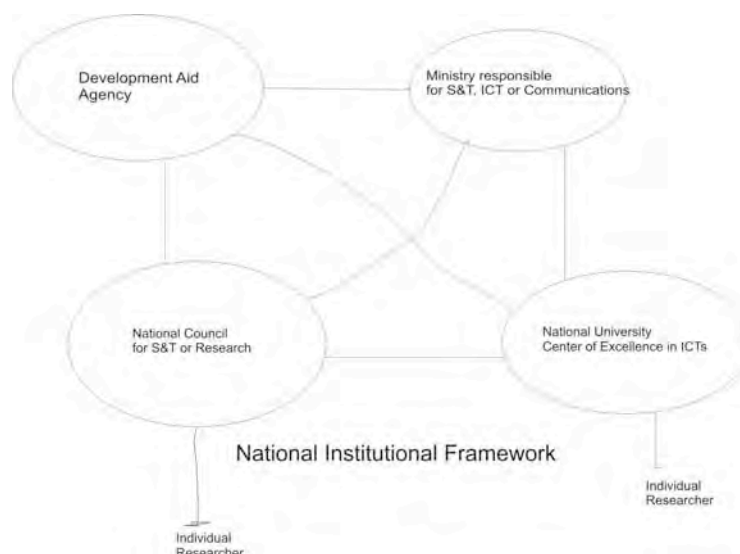 Development Aid
Agency
Ministry responsible
for S&T, ICT or Communications
National Council
for S&T or Research
National University
Center of Excellence in ICTs
National Institutional Framework
Individual
Researcher
Individual
Researcher